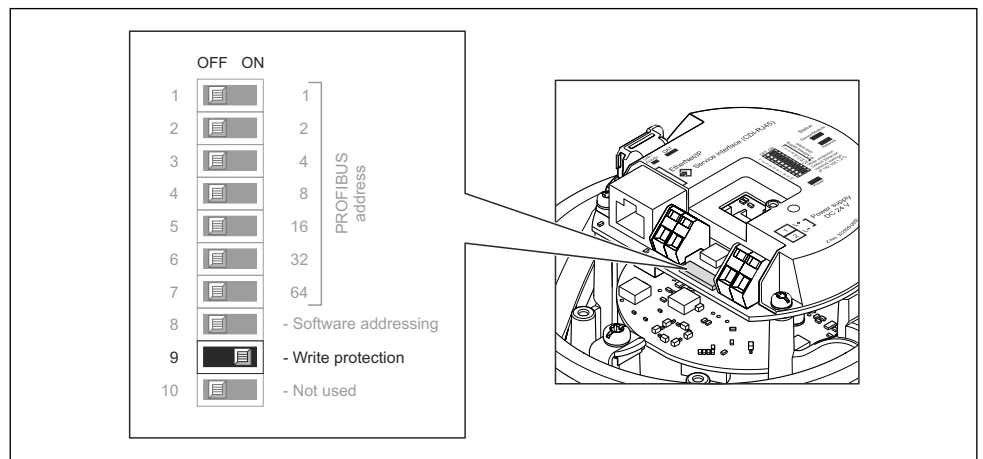 OFF ON
1 1
2 2
3 4
4 8
5 16
6 32
7 64
PROFIBUS
address
8 - Software addressing
9 - Write protection
10 - Not used
EtherNet/IP
Service interface (CDI-RJ45)
Status
Power supply
DC 24 V
1
2